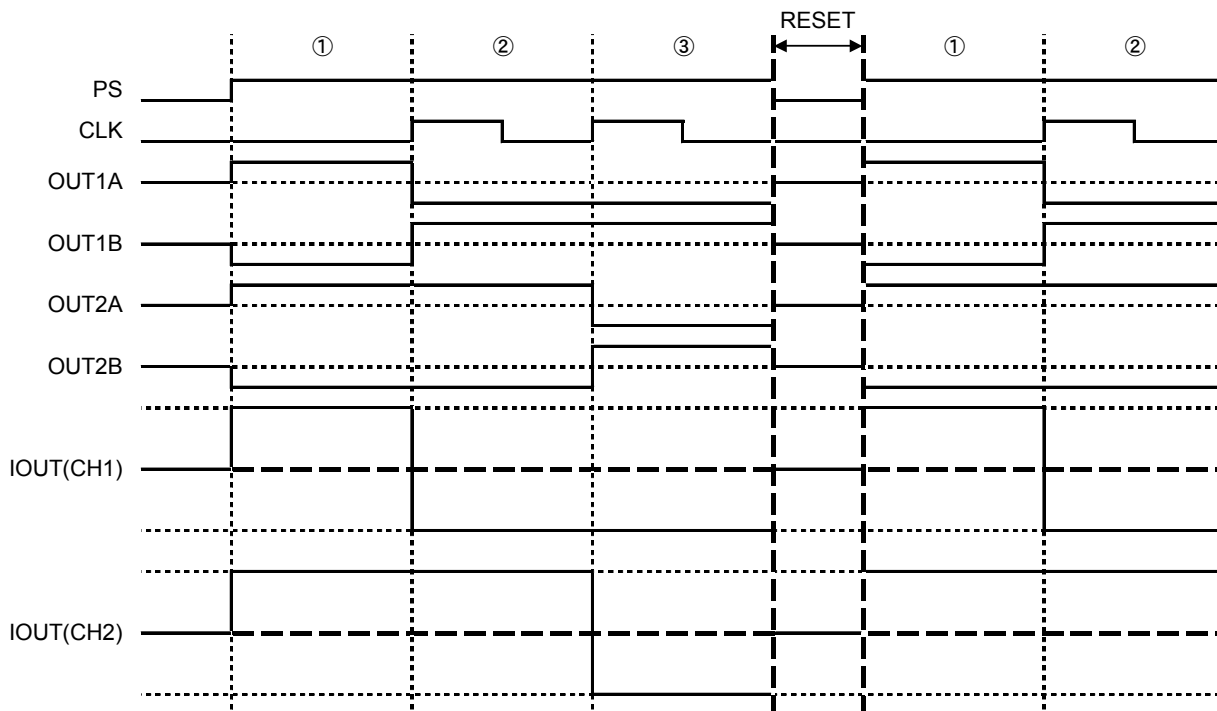 RESET
① ② ③ ① ②
PS
CLK
OUT1A
OUT1B
OUT2A
OUT2B
IOUT(CH1)
IOUT(CH2)